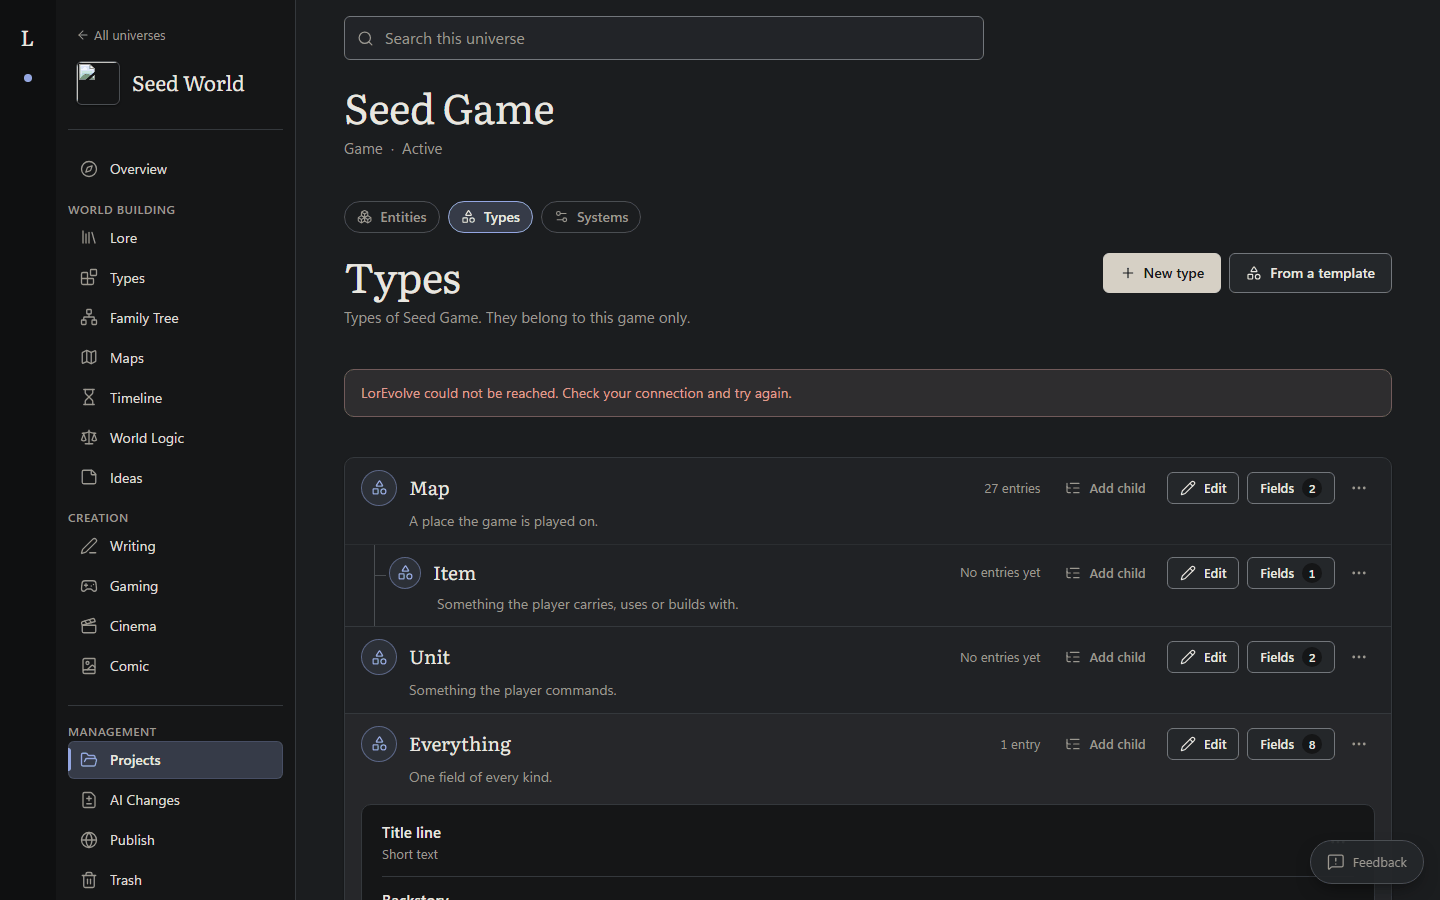 L
← All universes
Seed World
Overview
WORLD BUILDING
Lore
Types
Family Tree
Maps
Timeline
World Logic
Ideas
CREATION
Writing
Gaming
Cinema
Comic
MANAGEMENT
Projects
AI Changes
Publish
Trash
Search this universe
Seed Game
Game · Active
Entities Types Systems
Types
New type From a template
Types of Seed Game. They belong to this game only.
LorEvolve could not be reached. Check your connection and try again.
Map 27 entries Add child Edit Fields 2
A place the game is played on.
Item No entries yet Add child Edit Fields 1
Something the player carries, uses or builds with.
Unit No entries yet Add child Edit Fields 2
Something the player commands.
Everything 1 entry Add child Edit Fields 8
One field of every kind.
Title line
Short text
Backstory
Feedback